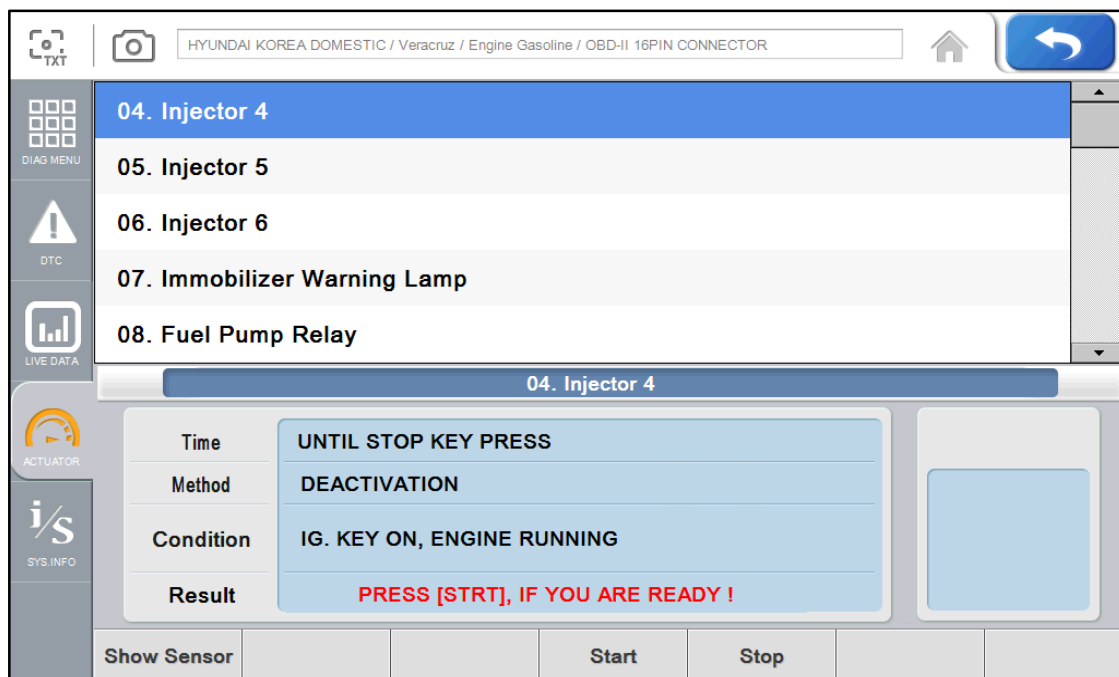 TXT
HYUNDAI KOREA DOMESTIC / Veracruz / Engine Gasoline / OBD-II 16PIN CONNECTOR
DIAG MENU
DTC
LIVE DATA
ACTUATOR
i/s
SYS.INFO
04. Injector 4
05. Injector 5
06. Injector 6
07. Immobilizer Warning Lamp
08. Fuel Pump Relay
04. Injector 4
Time UNTIL STOP KEY PRESS
Method DEACTIVATION
Condition IG. KEY ON, ENGINE RUNNING
Result PRESS [STRT], IF YOU ARE READY !
Show Sensor Start Stop